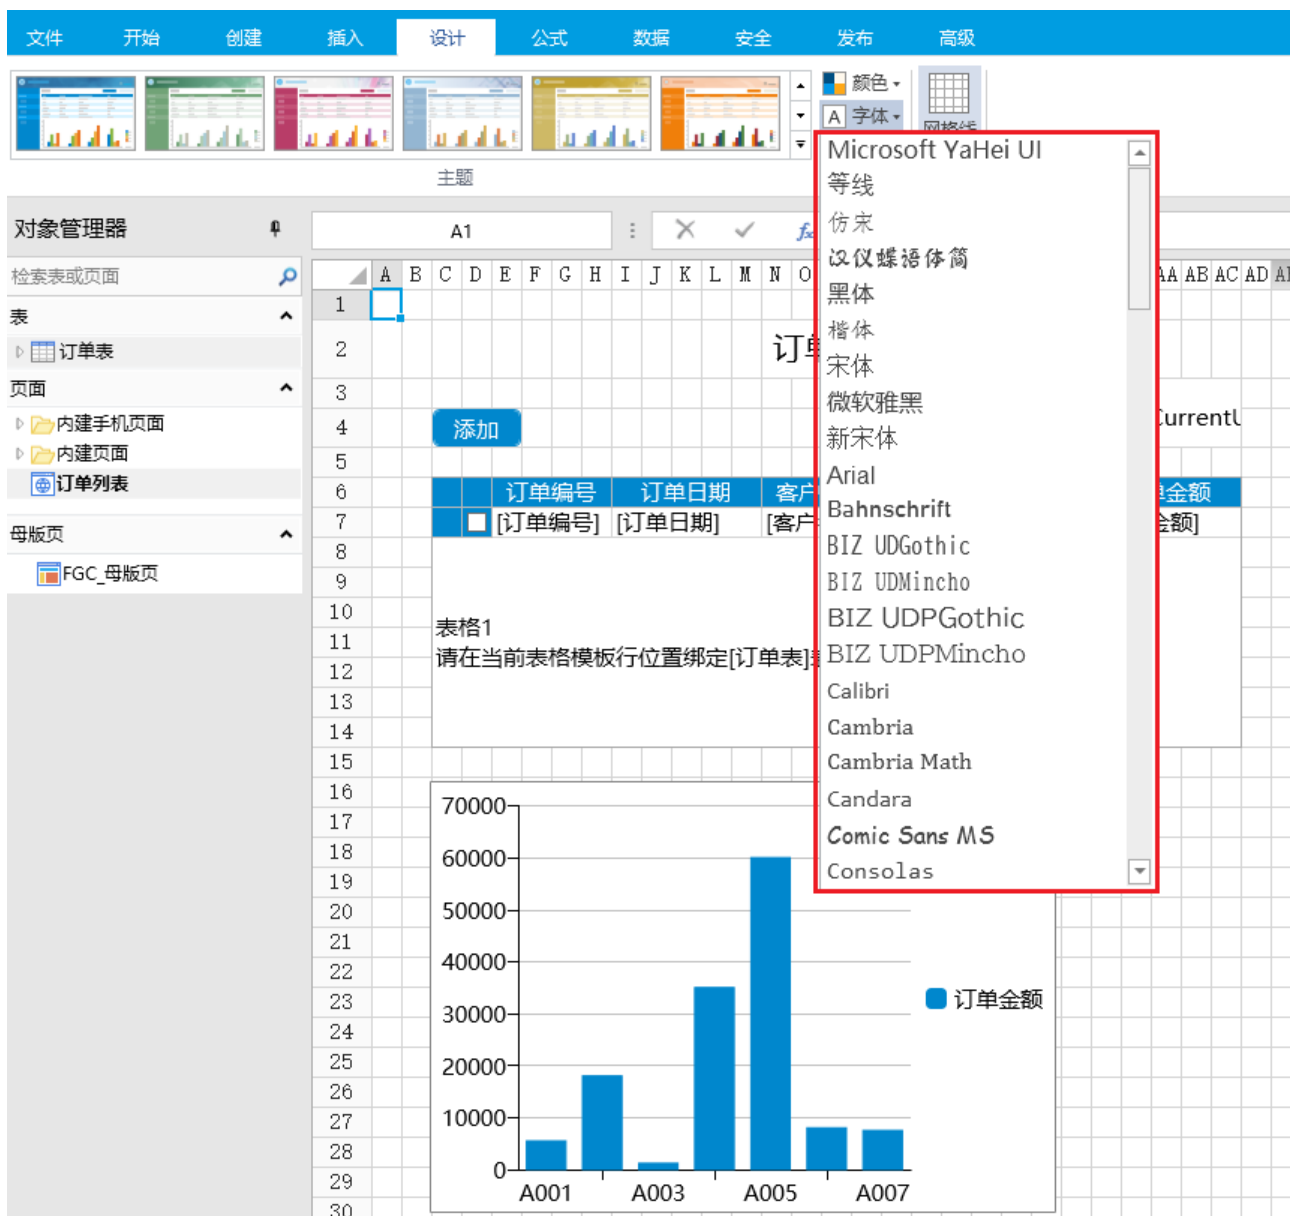 文件 开始 创建 插入 设计 公式 数据 安全 发布 高级
颜色
A 字体
主题
对象管理器
A1
检索表或页面
表
订单表
页面
内建手机页面
内建页面
订单列表
母版页
FGC_母版页
A B C D E F G H I J K L M N O AA AB AC AD
1
2
3
4
5
6
7
8
9
10
11
12
13
14
15
16
17
18
19
20
21
22
23
24
25
26
27
28
29
30
添加
订单编号 订单日期 客户
[订单编号] [订单日期] [客户
金额
金额]
表格1
请在当前表格模板行位置绑定[订单表]
Microsoft YaHei UI
等线
仿宋
汉仪蝶语体简
黑体
楷体
宋体
微软雅黑
新宋体
Arial
Bahnschrift
BIZ UDGothic
BIZ UDMincho
BIZ UDPGothic
BIZ UDPMincho
Calibri
Cambria
Cambria Math
Candara
Comic Sans MS
Consolas
70000
60000
50000
40000
30000
20000
10000
0
A001 A003 A005 A007
订单金额